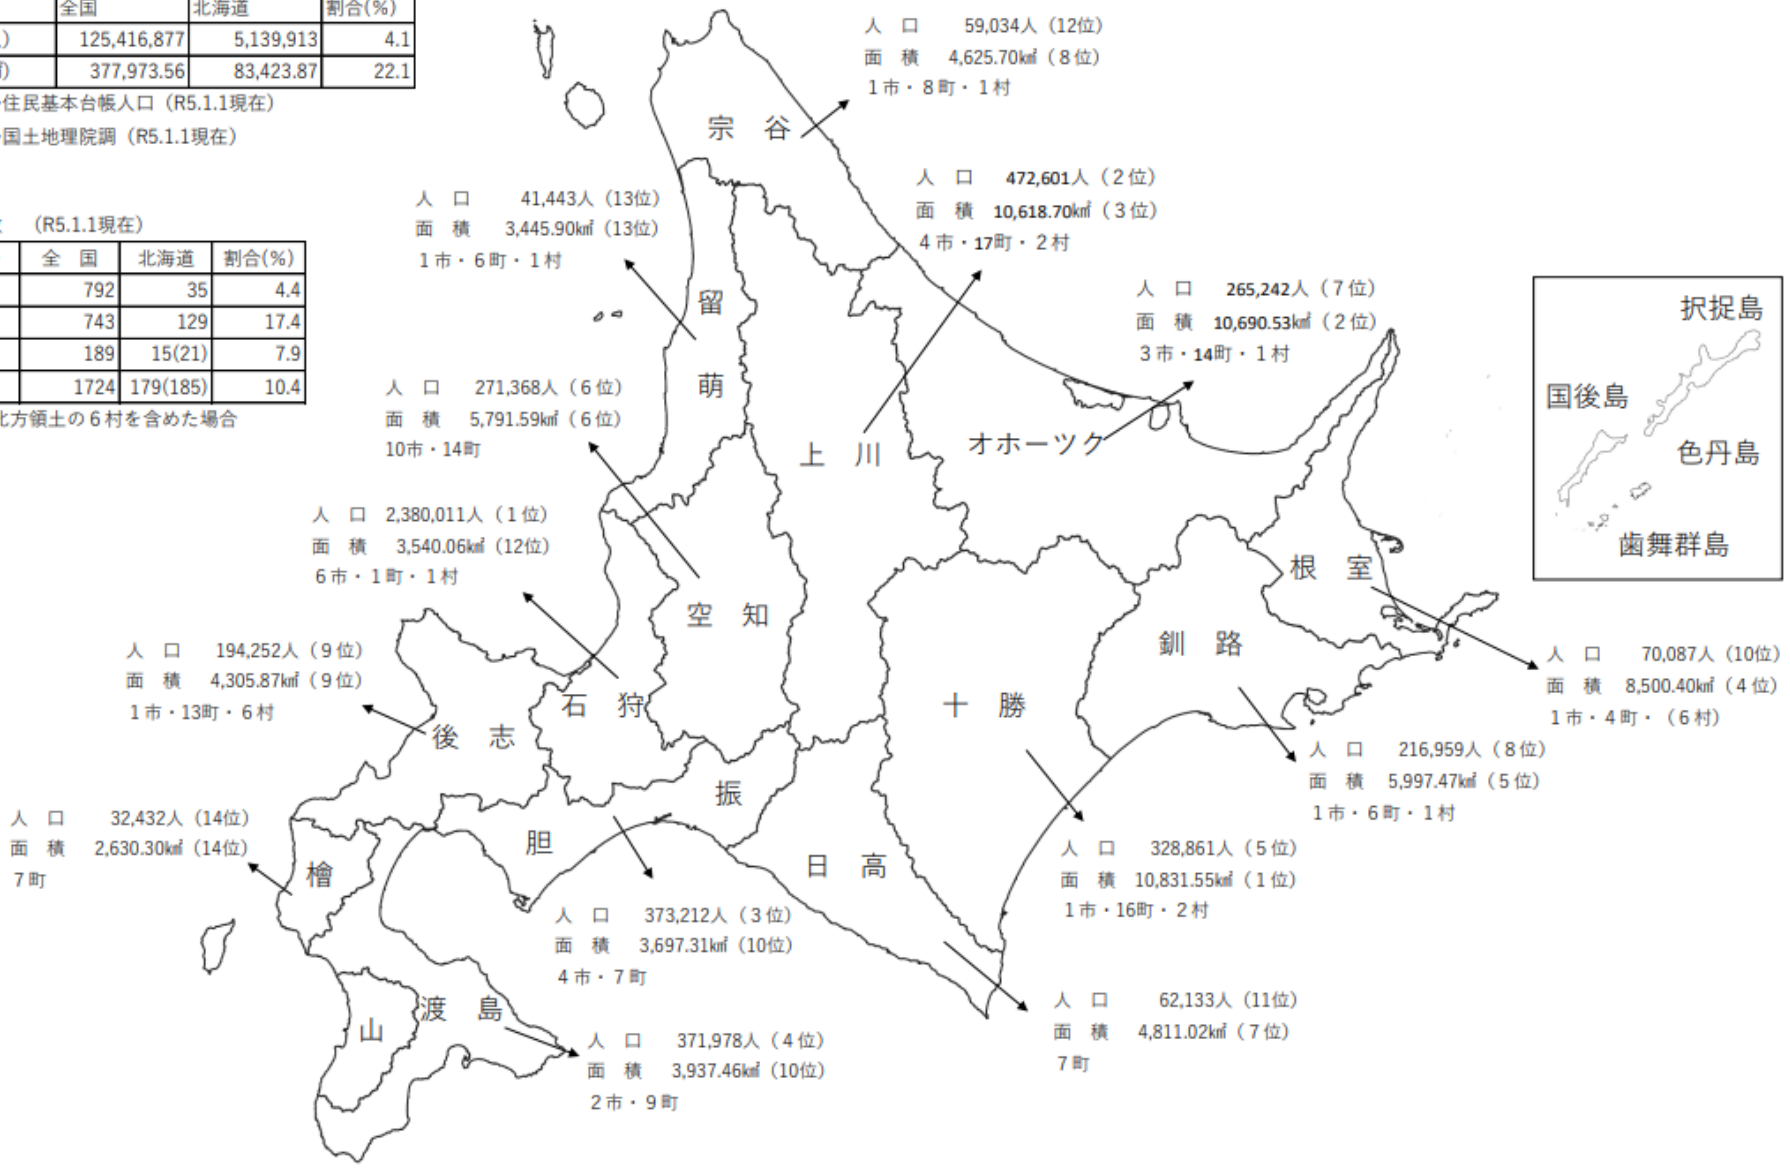 全国 北海道 割合(%)
) 125,416,877 5,139,913 4.1
) 377,973.56 83,423.87 22.1
住民基本台帳人口（R5.1.1現在）
国土地理院調（R5.1.1現在）
（R5.1.1現在）
全 国 北海道 割合(%)
792 35 4.4
743 129 17.4
189 15(21) 7.9
1724 179(185) 10.4
北方領土の６村を含めた場合
人 口 59,034人（12位）
面 積 4,625.70㎢（８位）
１市・８町・１村
宗 谷
人 口 472,601人（２位）
面 積 10,618.70㎢（３位）
４市・17町・２村
上 川
人 口 41,443人（13位）
面 積 3,445.90㎢（13位）
１市・６町・１村
留
萌
人 口 265,242人（７位）
面 積 10,690.53㎢（２位）
３市・14町・１村
オホーツク
人 口 271,368人（６位）
面 積 5,791.59㎢（６位）
10市・14町
空 知
人 口 2,380,011人（１位）
面 積 3,540.06㎢（12位）
６市・１町・１村
石 狩
人 口 194,252人（９位）
面 積 4,305.87㎢（９位）
１市・13町・６村
後 志
人 口 32,432人（14位）
面 積 2,630.30㎢（14位）
７町
檜
山
渡 島
人 口 371,978人（４位）
面 積 3,937.46㎢（10位）
２市・９町
胆
振
人 口 373,212人（３位）
面 積 3,697.31㎢（10位）
４市・７町
日 高
人 口 62,133人（11位）
面 積 4,811.02㎢（７位）
７町
十 勝
人 口 328,861人（５位）
面 積 10,831.55㎢（１位）
１市・16町・２村
釧 路
人 口 216,959人（８位）
面 積 5,997.47㎢（５位）
１市・６町・１村
根 室
人 口 70,087人（10位）
面 積 8,500.40㎢（４位）
１市・４町・（６村）
択捉島
国後島
色丹島
歯舞群島